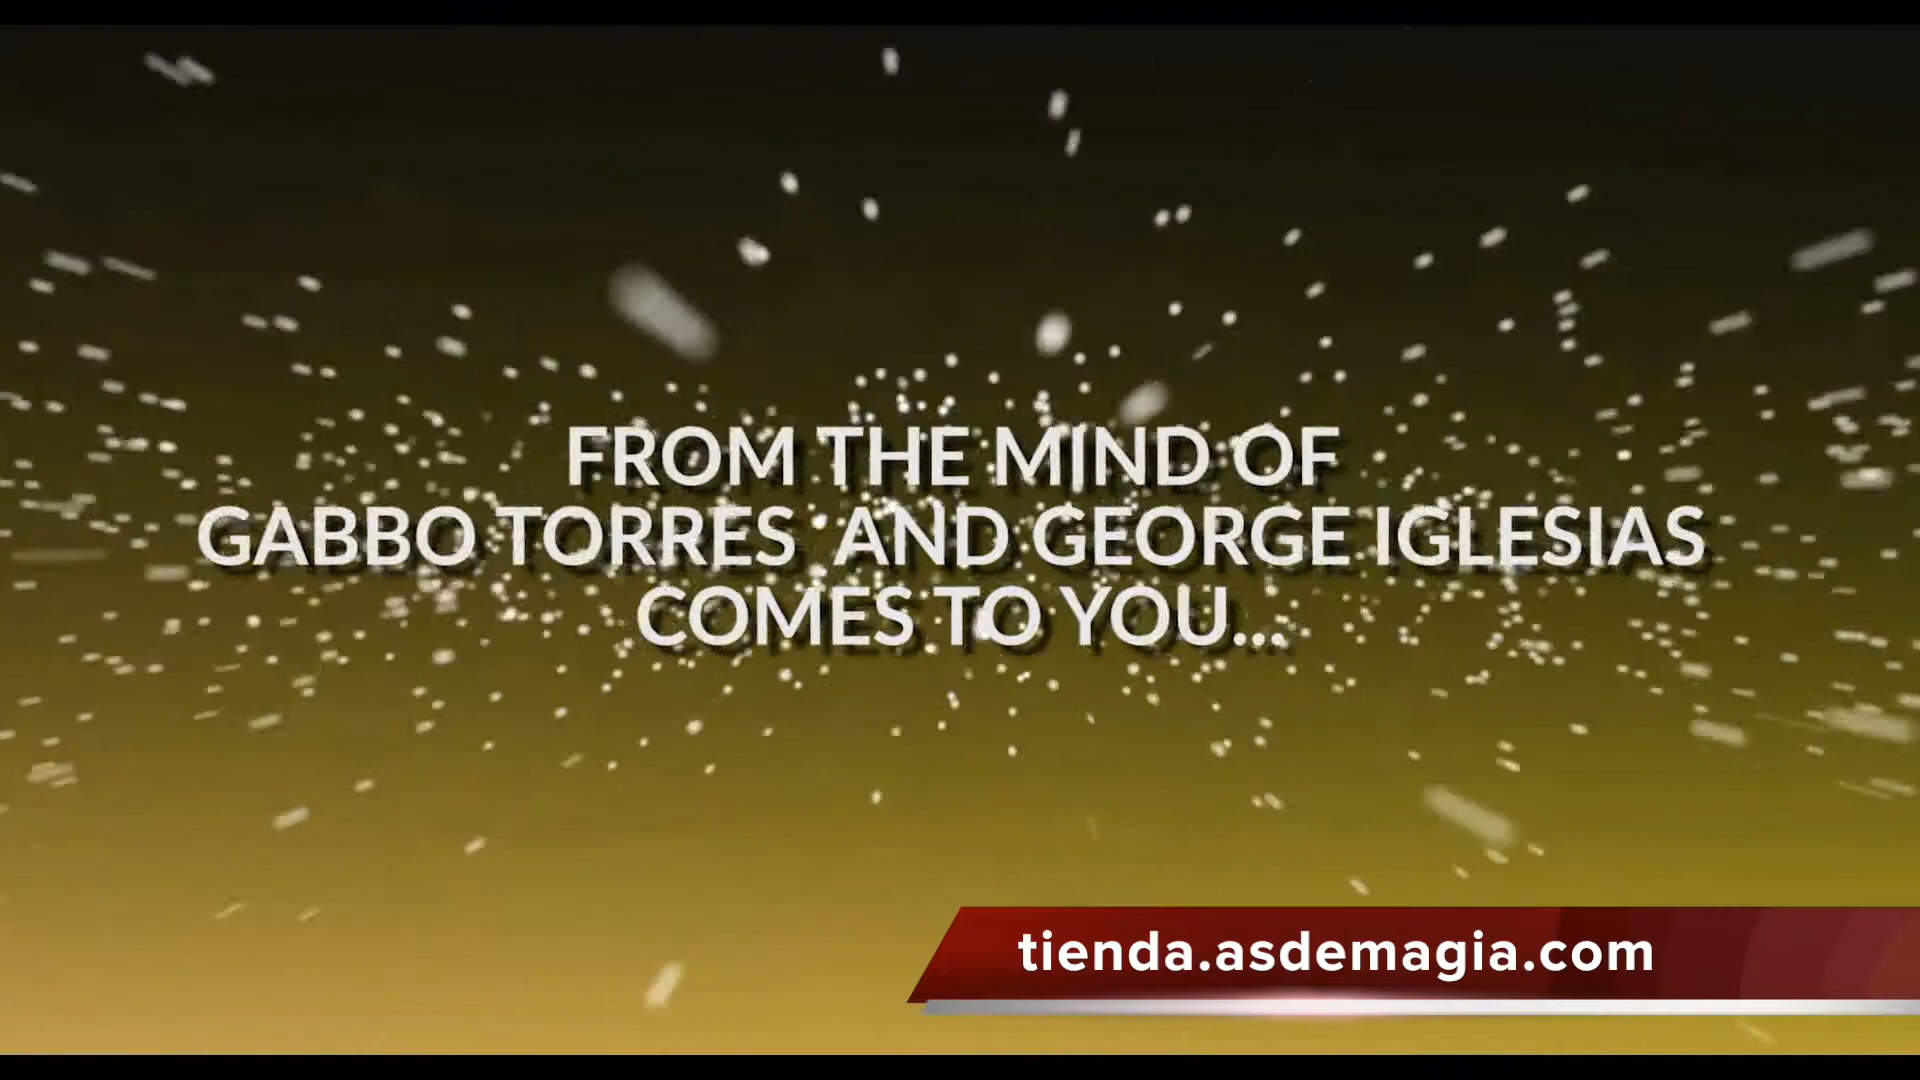 FROM THE MIND OF
GABBO TORRES AND GEORGE IGLESIAS
COMES TO YOU...
tienda.asdemagia.com